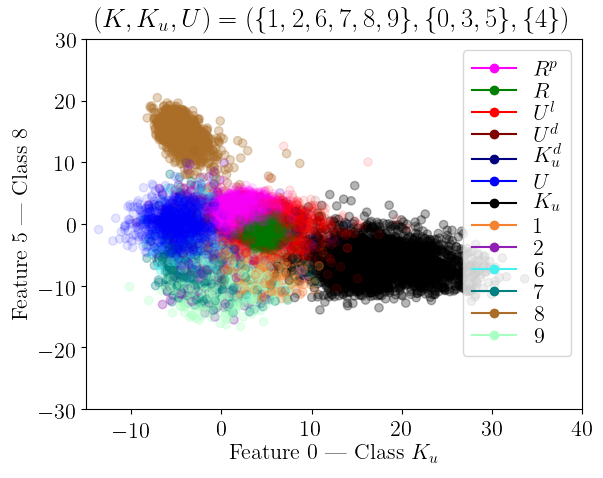 (K, K_u, U) = ({1, 2, 6, 7, 8, 9}, {0, 3, 5}, {4})
30
20
10
0
−10
−20
−30
Feature 5 — Class 8
R^p
R
U^l
U^d
K_u^d
U
K_u
1
2
6
7
8
9
−10
0
10
20
30
40
Feature 0 — Class K_u